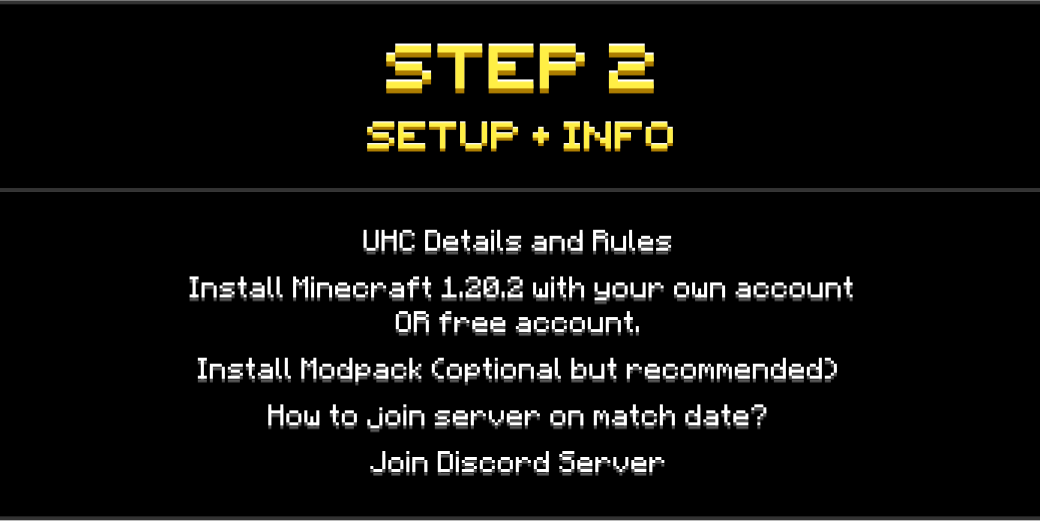 STEP 2
SETUP + INFO
UHC Details and Rules
Install Minecraft 1.20.2 with your own account
OR free account.
Install Modpack (optional but recommended)
How to join server on match date?
Join Discord Server